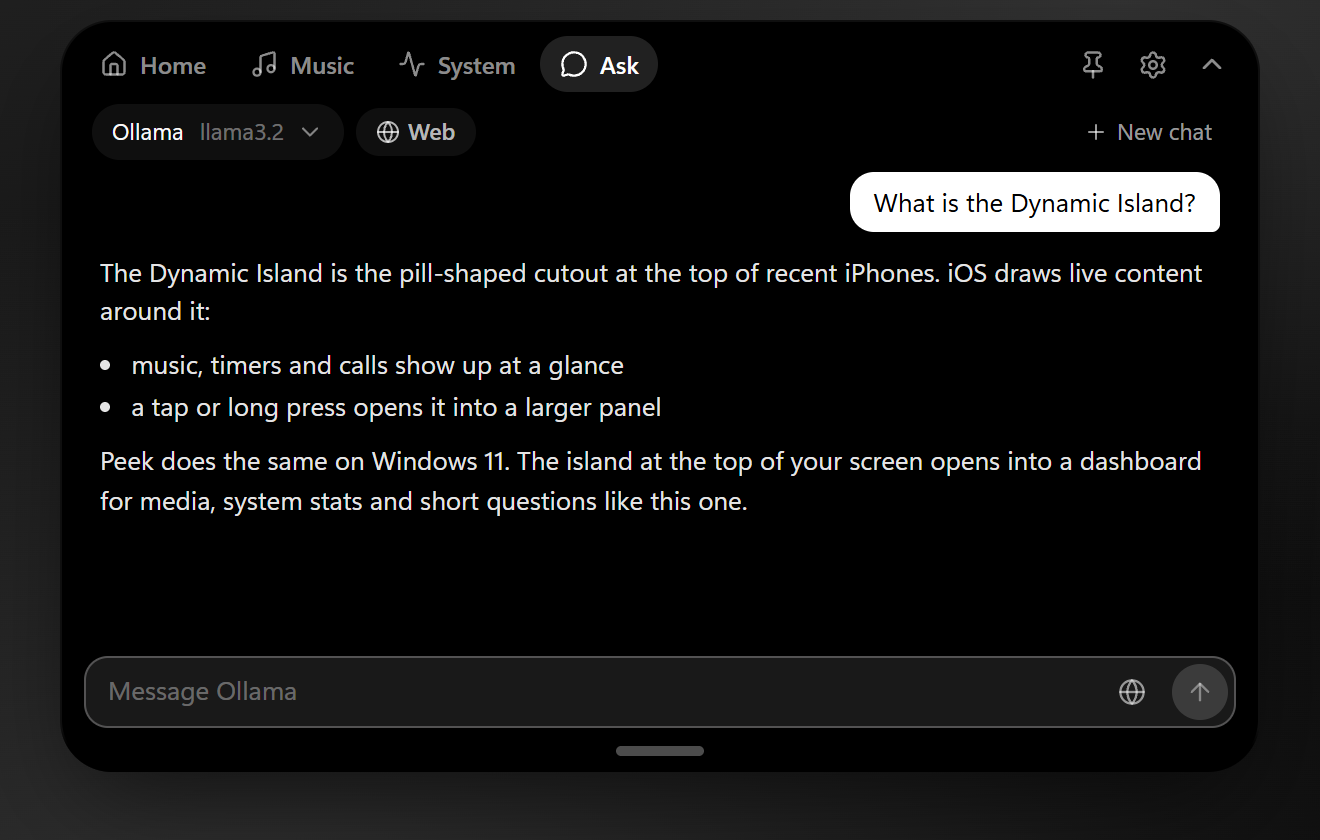 Home Music System Ask
Ollama llama3.2 Web New chat
What is the Dynamic Island?
The Dynamic Island is the pill-shaped cutout at the top of recent iPhones. iOS draws live content
around it:
music, timers and calls show up at a glance
a tap or long press opens it into a larger panel
Peek does the same on Windows 11. The island at the top of your screen opens into a dashboard
for media, system stats and short questions like this one.
Message Ollama